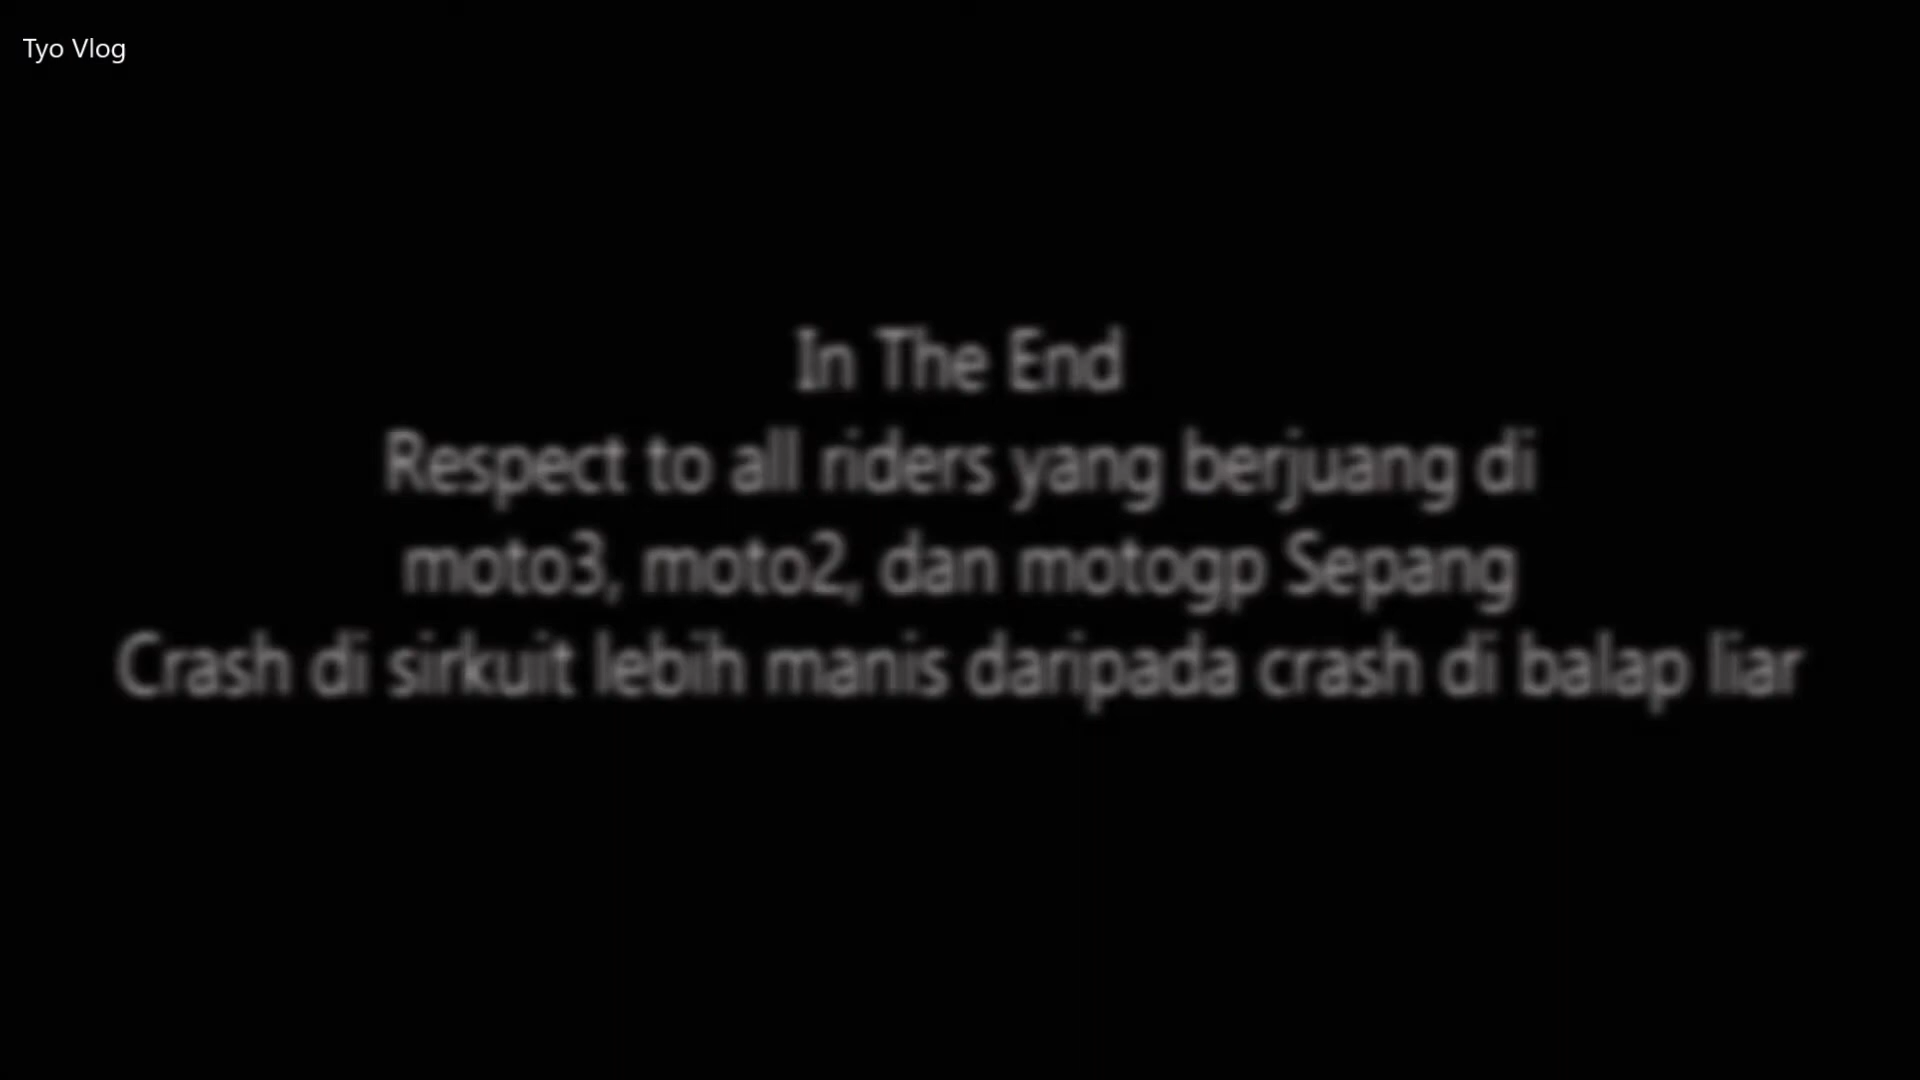 Tyo Vlog
In The End
Respect to all riders yang berjuang di
moto3, moto2, dan motogp Sepang
Crash di sirkuit lebih manis daripada crash di balap liar